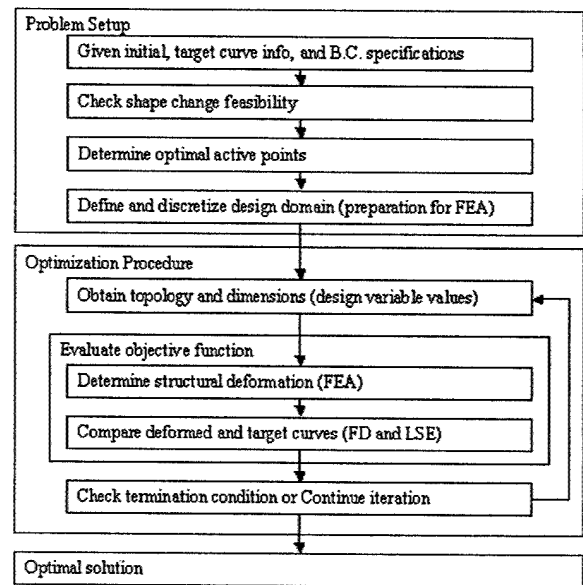 Problem Setup
Given initial, target curve info, and B.C. specifications
Check shape change feasibility
Determine optimal active points
Define and discretize design domain (preparation for FEA)
Optimization Procedure
Obtain topology and dimensions (design variable values)
Evaluate objective function
Determine structural deformation (FEA)
Compare deformed and target curves (FD and LSE)
Check termination condition or Continue iteration
Optimal solution